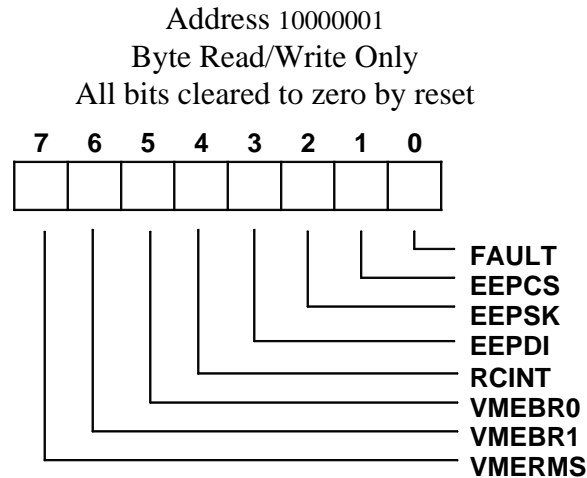 Address 10000001
Byte Read/Write Only
All bits cleared to zero by reset
7 6 5 4 3 2 1 0
FAULT
EEPCS
EEPSK
EEPDI
RCINT
VMEBR0
VMEBR1
VMERMS